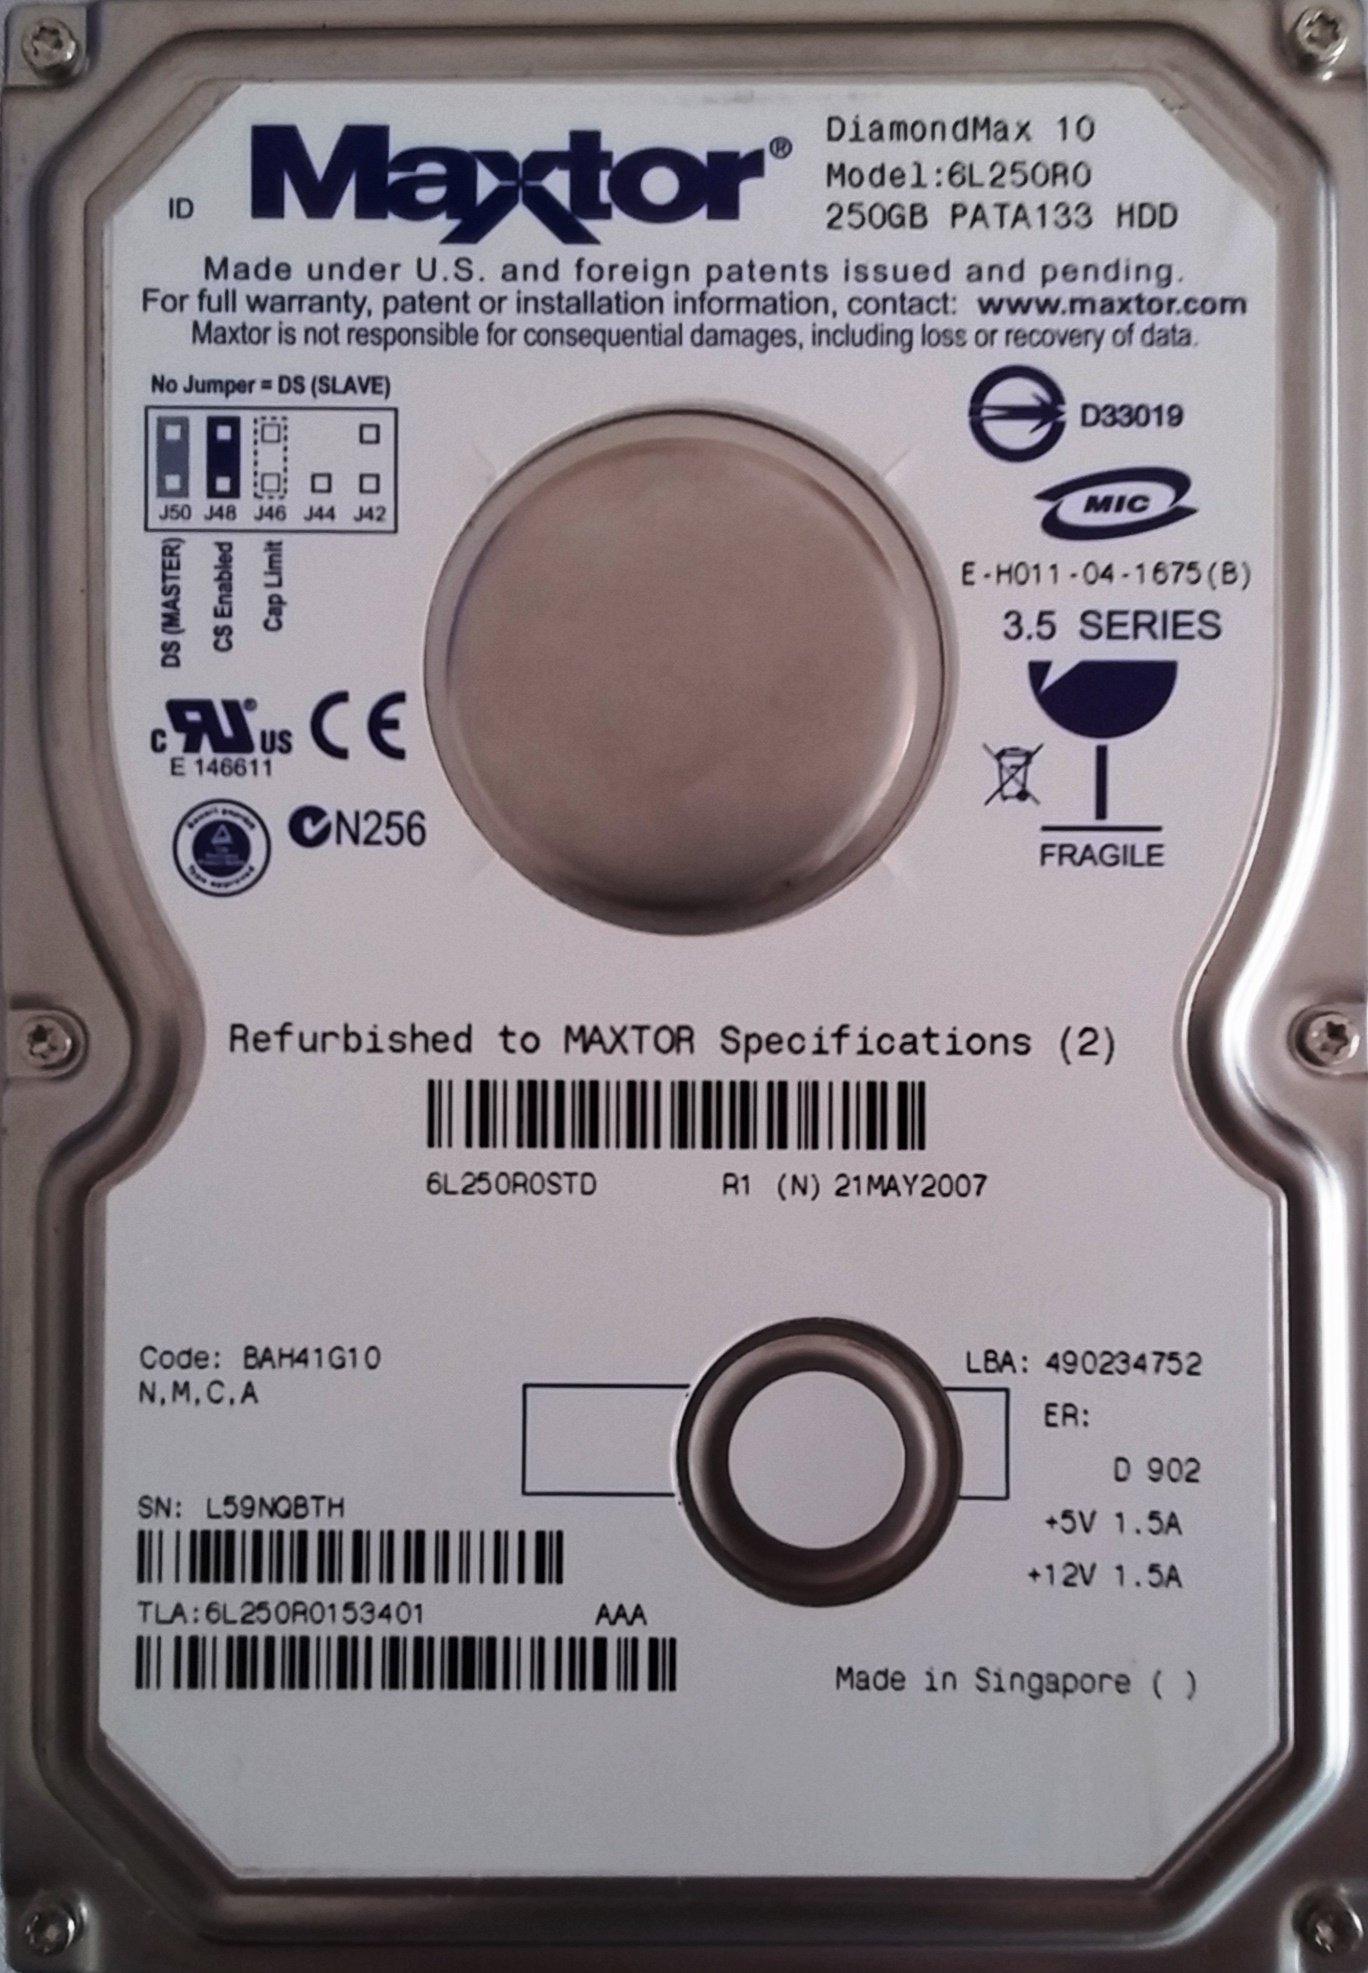 Maxtor®
DiamondMax 10
Model:6L250R0
250GB PATA133 HDD
ID
Made under U.S. and foreign patents issued and pending.
For full warranty, patent or installation information, contact: www.maxtor.com
Maxtor is not responsible for consequential damages, including loss or recovery of data.
No Jumper = DS (SLAVE)
J50 J48 J46 J44 J42
DS (MASTER)
CS Enabled
Cap Limit
D33019
MIC
E-H011-04-1675(B)
3.5 SERIES
FRAGILE
C RU® US CE
E 146611
N256
type approved
Refurbished to MAXTOR Specifications (2)
6L250R0STD R1 (N) 21MAY2007
Code: BAH41G10
N,M,C,A
LBA: 490234752
ER:
D 902
+5V 1.5A
+12V 1.5A
SN: L59NQBTH
TLA:6L250R0153401 AAA
Made in Singapore ( )